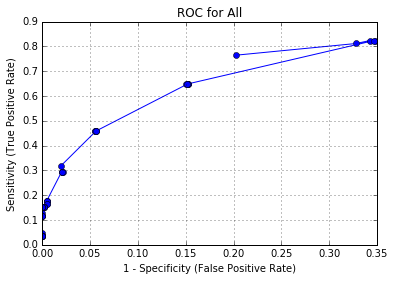 ROC for All
Sensitivity (True Positive Rate)
0.9
0.8
0.7
0.6
0.5
0.4
0.3
0.2
0.1
0.0
0.00 0.05 0.10 0.15 0.20 0.25 0.30 0.35
1 - Specificity (False Positive Rate)